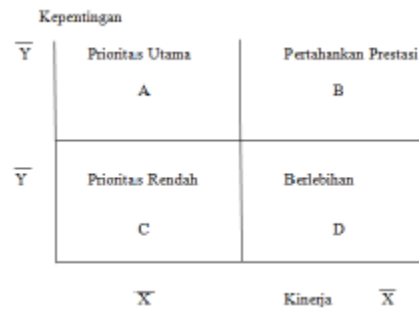 Kepentingan
Y̅ Prioritas Utama Pertahankan Prestasi
A B
Y̅ Prioritas Rendah Berlebihan
C D
X̅ Kinerja X̅